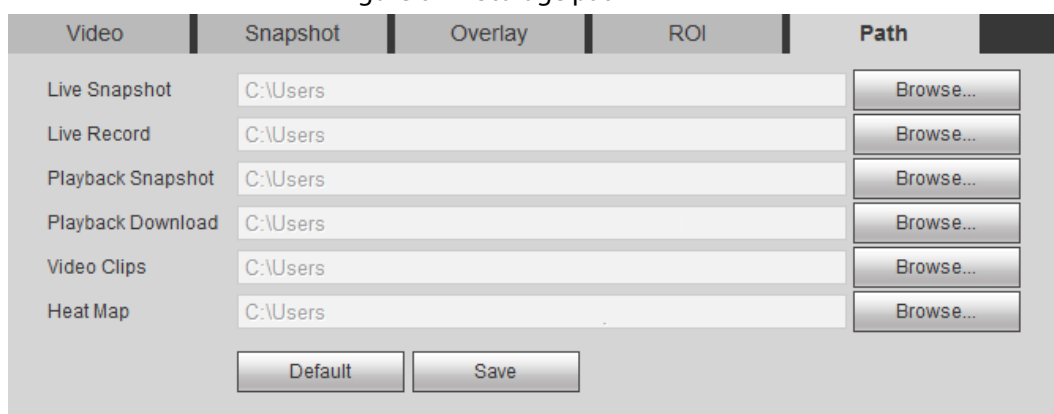 Video Snapshot Overlay ROI Path
Live Snapshot C:\Users Browse...
Live Record C:\Users Browse...
Playback Snapshot C:\Users Browse...
Playback Download C:\Users Browse...
Video Clips C:\Users Browse...
Heat Map C:\Users Browse...
Default Save